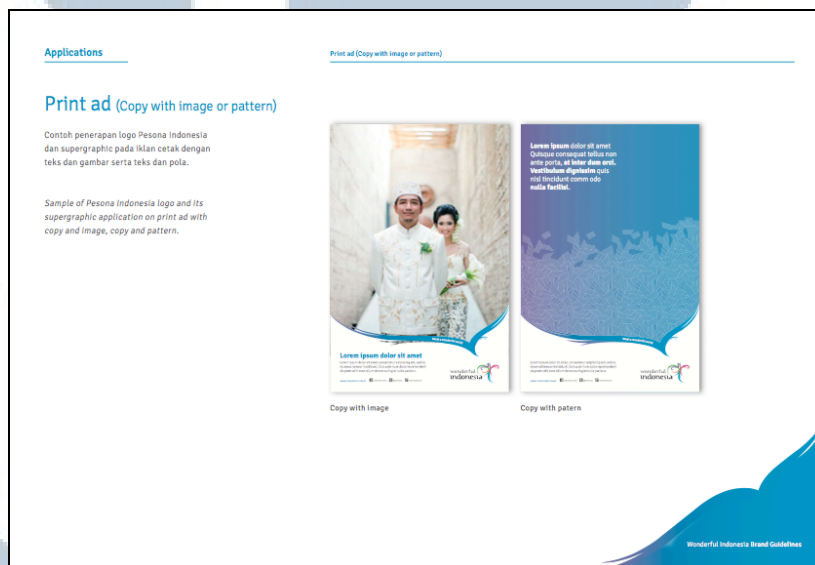 Applications
Print ad (Copy with image or pattern)
Print ad (Copy with image or pattern)
Contoh penerapan logo Pesona Indonesia
dan supergraphic pada iklan cetak dengan
teks dan gambar serta teks dan pola.
Sample of Pesona Indonesia logo and its
supergraphic application on print ad with
copy and image, copy and pattern.
Lorem ipsum dolor sit amet
wonderful
indonesia
Copy with image
Lorem ipsum dolor sit amet
Quisque consequat tellus non
ante porta, at inter dum orci.
Vestibulum dignissim quis
nisl tincidunt comm odo
nulla facilisi.
wonderful
indonesia
Copy with patern
Wonderful Indonesia Brand Guidelines